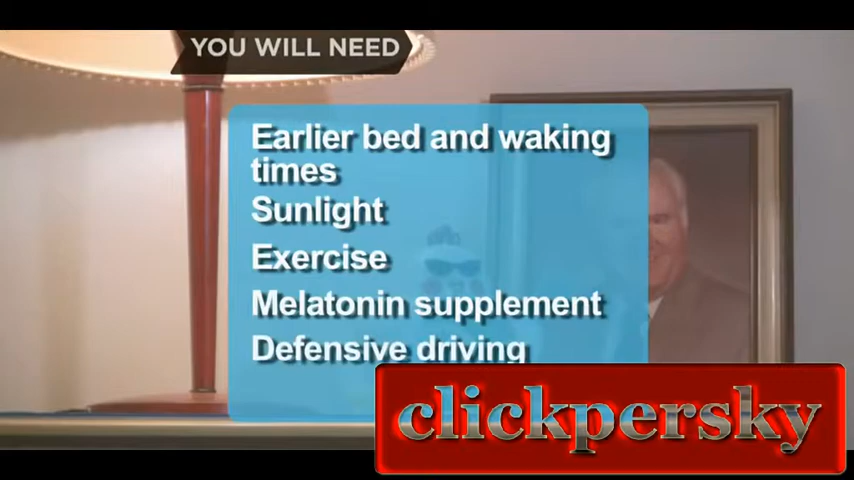 YOU WILL NEED
Earlier bed and waking
times
Sunlight
Exercise
Melatonin supplement
Defensive driving
clickpersky